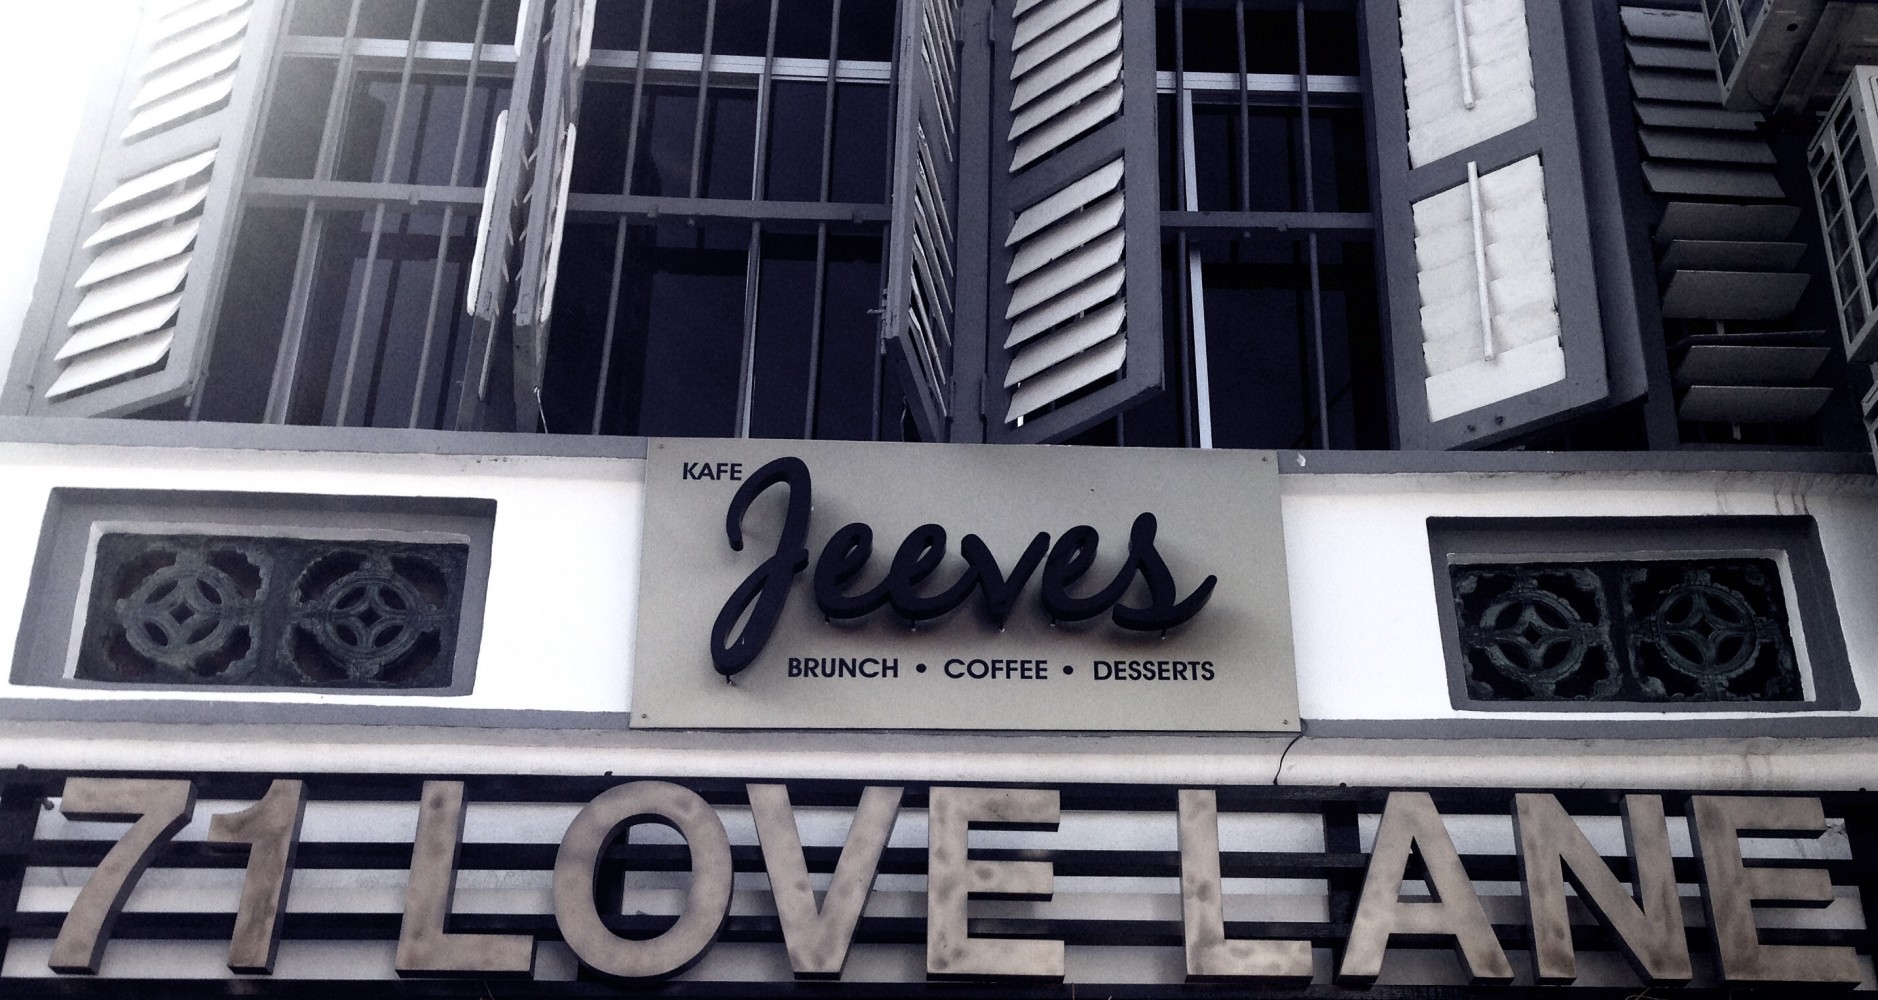 KAFE
Jeeves
BRUNCH • COFFEE • DESSERTS
71 LOVE LANE